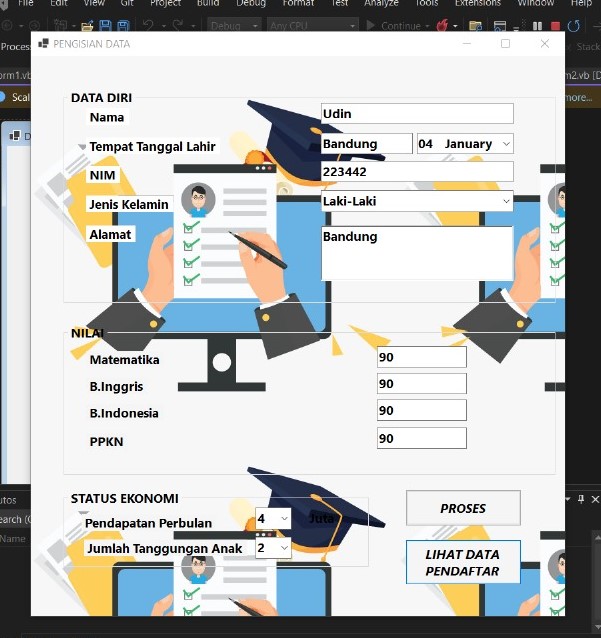 File Edit View Git Project Build Debug Format Test Analyze Tools Extensions Window Help
Debug Any CPU Continue
PENGISIAN DATA
Proces
Stack
orm1.vb
m2.vb [D
Scal
more...
D
DATA DIRI
Nama Udin
Tempat Tanggal Lahir Bandung 04 January
NIM 223442
Jenis Kelamin Laki-Laki
Alamat Bandung
NILAI
Matematika 90
B.Inggris 90
B.Indonesia 90
PPKN 90
STATUS EKONOMI
Pendapatan Perbulan 4 Juta
Jumlah Tanggungan Anak 2
PROSES
LIHAT DATA
PENDAFTAR
utos
earch (C
Name